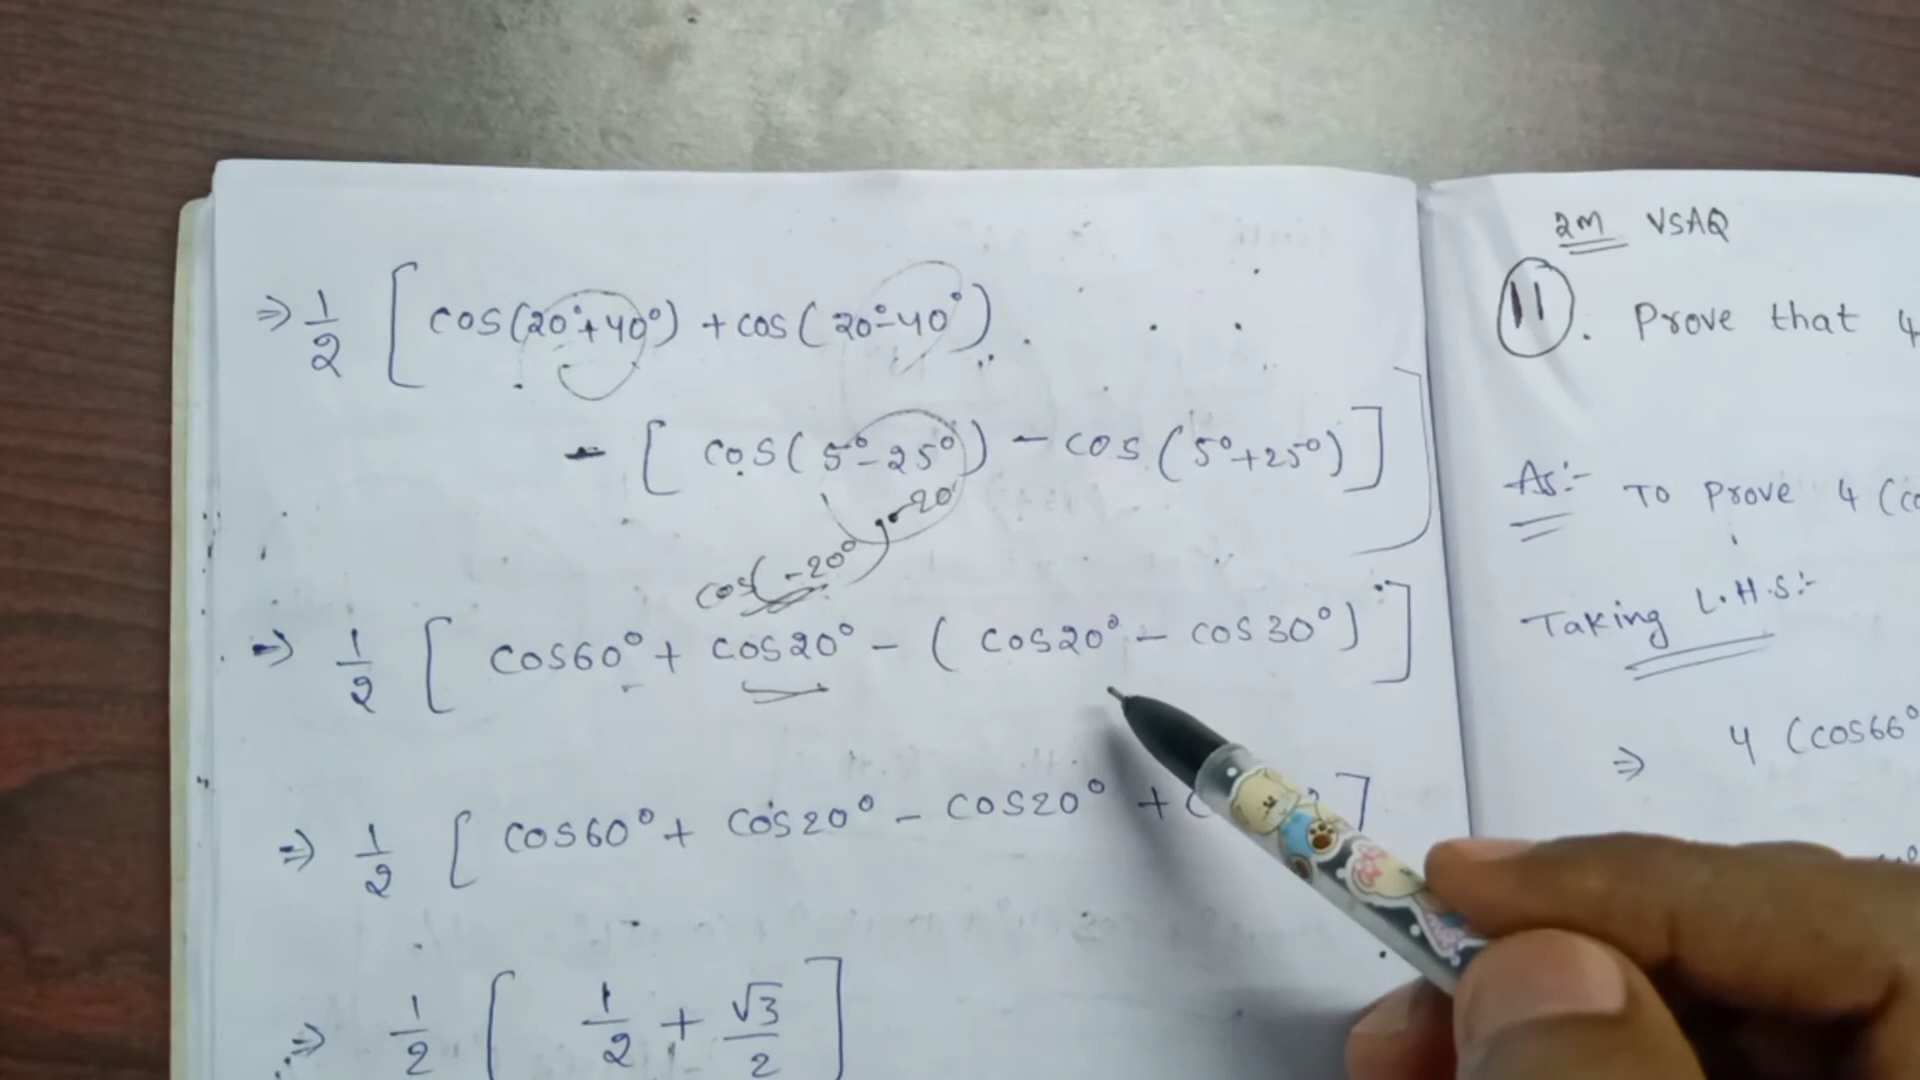 ⇒ 1/2 [ cos(20°+40°) + cos(20°-40°)
- [ cos(5°-25°) - cos(5°+25°) ] ]
-20°
cos(-20°
⇒ 1/2 [ cos60° + cos20° - ( cos20° - cos30° ) ]
⇒ 1/2 [ cos60° + cos20° - cos20° + ]
⇒ 1/2 [ 1/2 + √3/2 ]
2M VSAQ
11. Prove that 4
As:- To Prove 4 (co
Taking L.H.S:-
⇒ 4 (cos66°